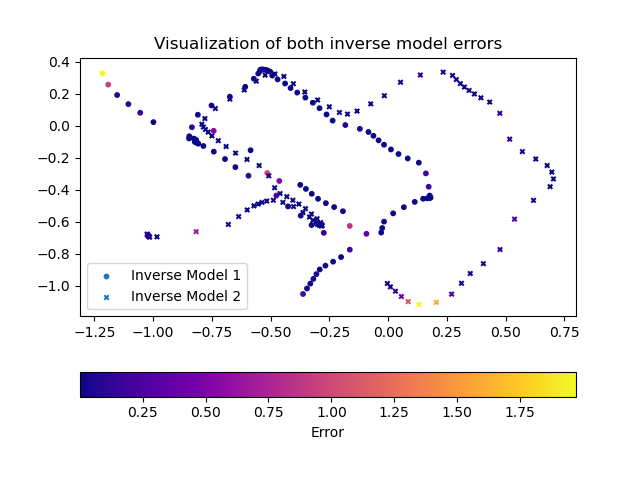 Visualization of both inverse model errors
0.4
0.2
0.0
−0.2
−0.4
−0.6
−0.8
−1.0
Inverse Model 1
Inverse Model 2
−1.25 −1.00 −0.75 −0.50 −0.25 0.00 0.25 0.50 0.75
0.25 0.50 0.75 1.00 1.25 1.50 1.75
Error